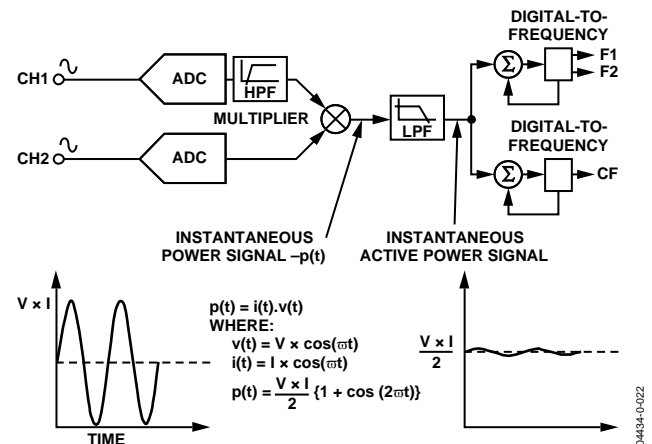 DIGITAL-TO-
FREQUENCY
F1
F2
CH1
ADC
HPF
Σ
MULTIPLIER
LPF
DIGITAL-TO-
FREQUENCY
CH2
ADC
Σ
CF
INSTANTANEOUS
POWER SIGNAL –p(t)
INSTANTANEOUS
ACTIVE POWER SIGNAL
V × I
p(t) = i(t).v(t)
WHERE:
v(t) = V × cos(ϖt)
i(t) = I × cos(ϖt)
p(t) = V × I
2
{1 + cos (2ϖt)}
V × I
2
TIME
04434-0-022